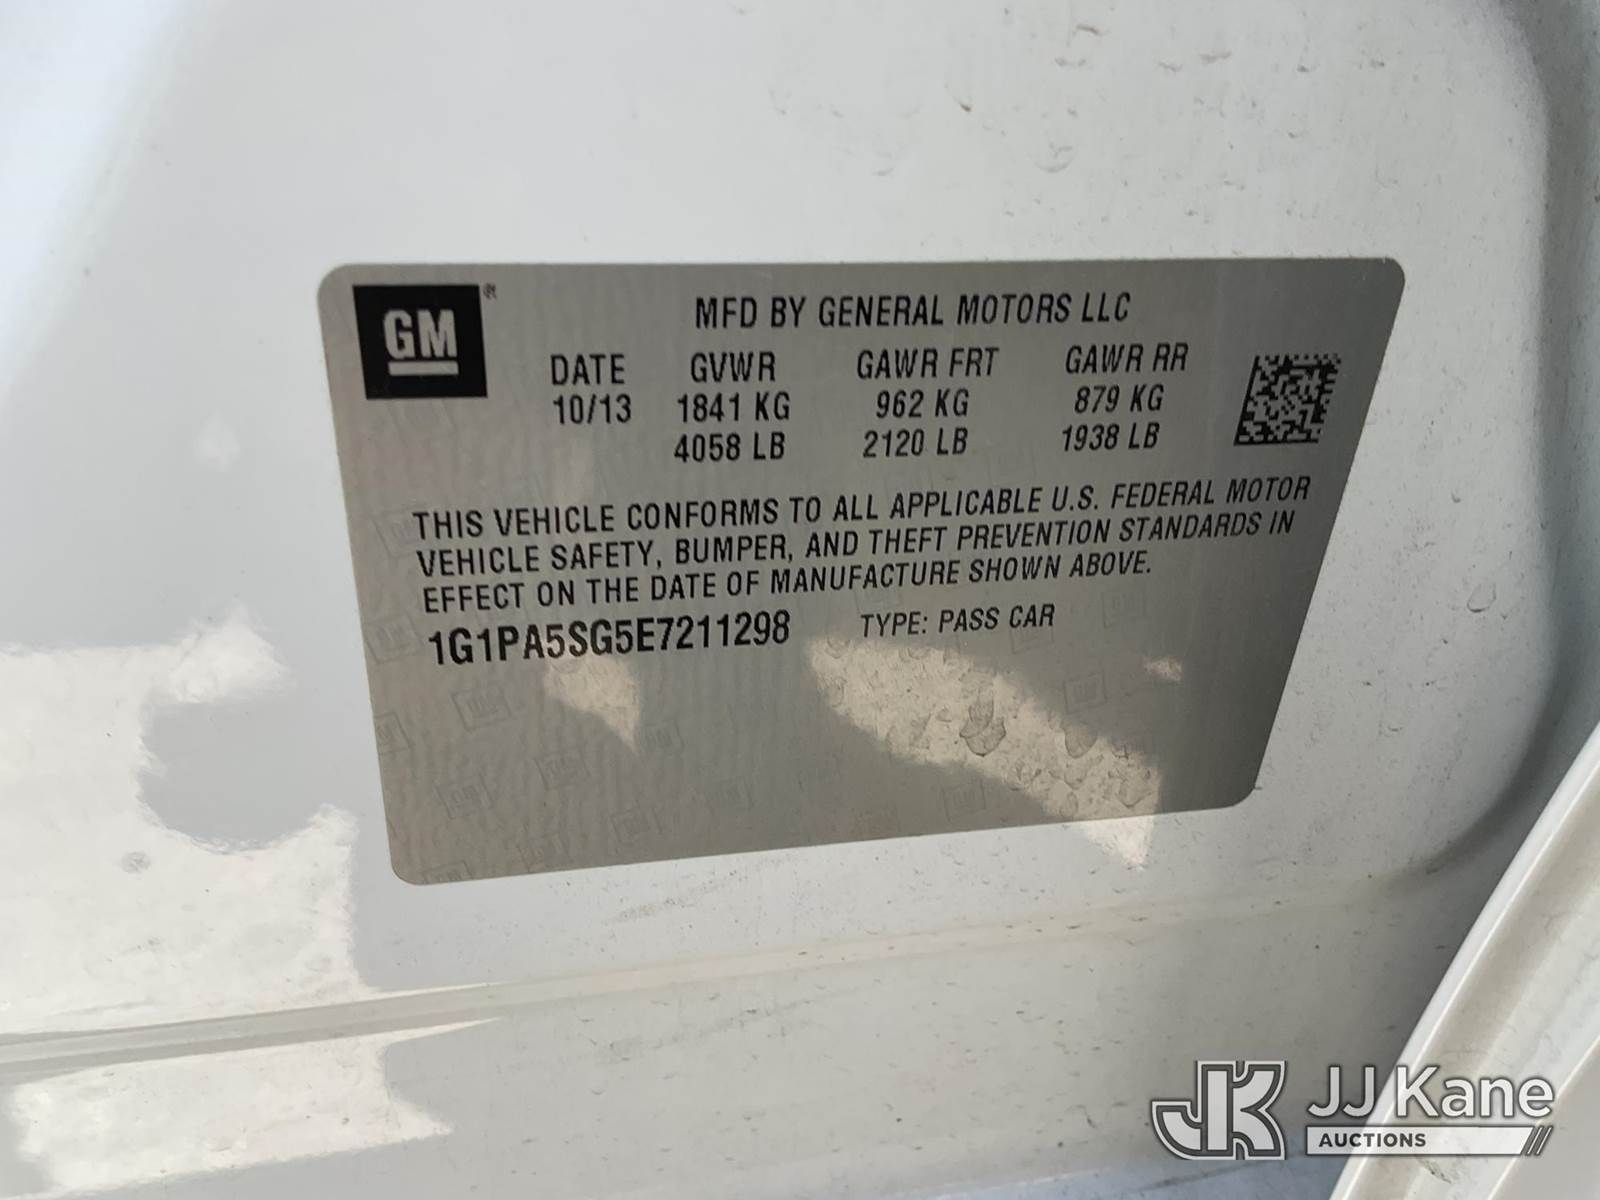 GM®
MFD BY GENERAL MOTORS LLC
DATE GVWR GAWR FRT GAWR RR
10/13 1841 KG 962 KG 879 KG
4058 LB 2120 LB 1938 LB
THIS VEHICLE CONFORMS TO ALL APPLICABLE U.S. FEDERAL MOTOR
VEHICLE SAFETY, BUMPER, AND THEFT PREVENTION STANDARDS IN
EFFECT ON THE DATE OF MANUFACTURE SHOWN ABOVE.
1G1PA5SG5E7211298 TYPE: PASS CAR
JK JJ Kane
AUCTIONS